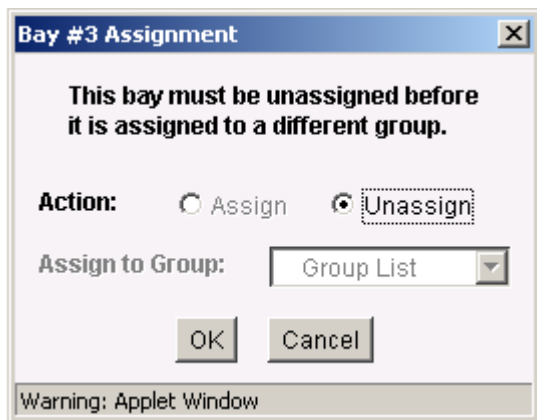 Bay #3 Assignment
This bay must be unassigned before
it is assigned to a different group.
Action: Assign Unassign
Assign to Group: Group List
OK Cancel
Warning: Applet Window